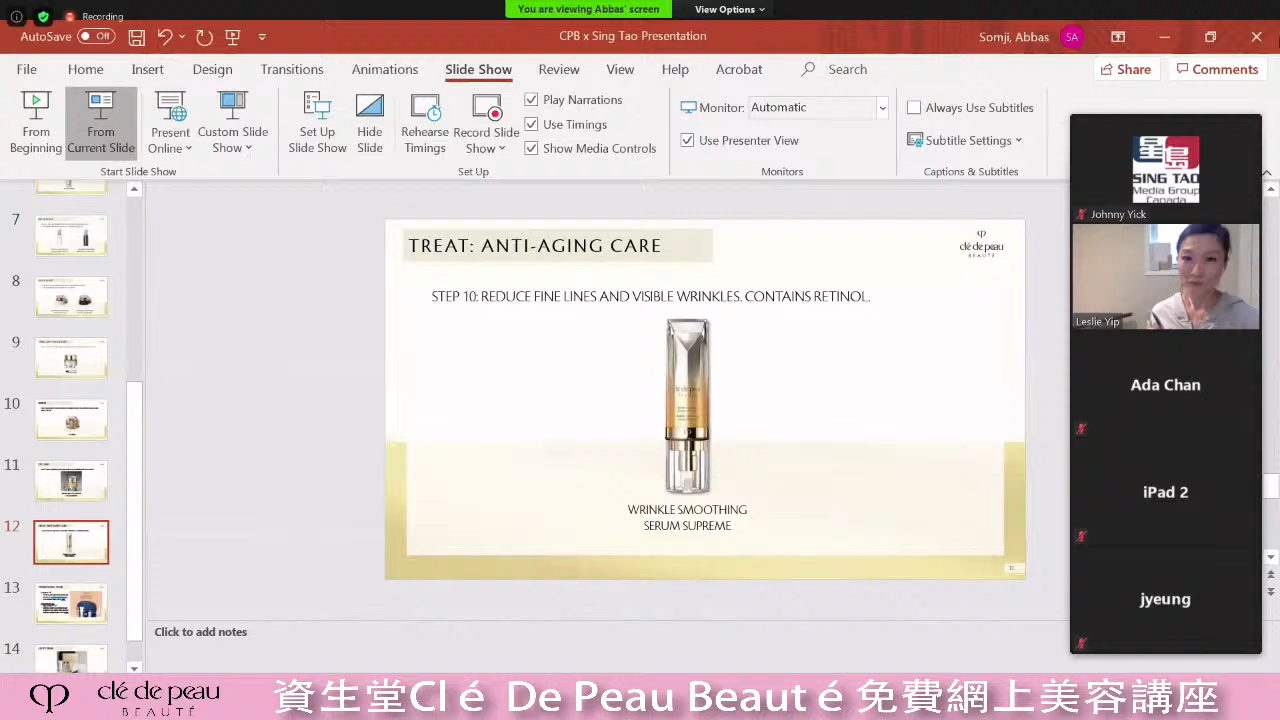 Recording
You are viewing Abbas' screen
View Options
AutoSave Off
CPB x Sing Tao Presentation
Somji, Abbas SA
File Home Insert Design Transitions Animations Slide Show Review View Help Acrobat Search
Share Comments
From Beginning
From Current Slide
Present Online
Custom Slide Show
Set Up Slide Show
Hide Slide
Rehearse Timings
Record Slide Show
Play Narrations
Use Timings
Show Media Controls
Monitor: Automatic
Use Presenter View
Always Use Subtitles
Subtitle Settings
Start Slide Show
Set Up
Monitors
Captions & Subtitles
7
8
9
10
11
12
13
14
TREAT: ANTI-AGING CARE
clé de peau
BEAUTÉ
STEP 10: REDUCE FINE LINES AND VISIBLE WRINKLES. CONTAINS RETINOL.
WRINKLE SMOOTHING
SERUM SUPREME
12
Click to add notes
星島
SING TAO
Media Group
Canada
Johnny Yick
Leslie Yip
Ada Chan
iPad 2
jyeung
clé de peau
BEAUTÉ
資生堂Clé De Peau Beauté 免費網上美容講座